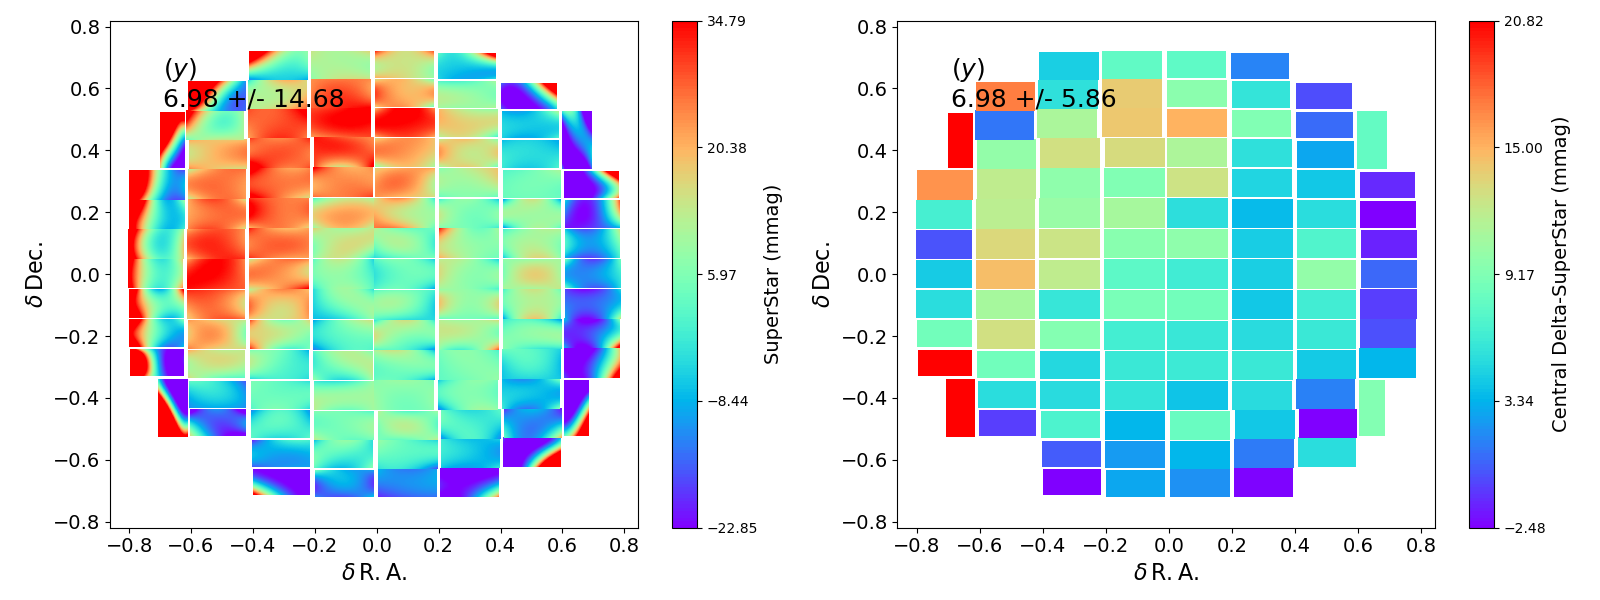 (y)
6.98 +/- 14.68
0.8
0.6
0.4
0.2
0.0
−0.2
−0.4
−0.6
−0.8
δ Dec.
−0.8 −0.6 −0.4 −0.2 0.0 0.2 0.4 0.6 0.8
δ R. A.
34.79
20.38
5.97
−8.44
−22.85
SuperStar (mmag)
(y)
6.98 +/- 5.86
0.8
0.6
0.4
0.2
0.0
−0.2
−0.4
−0.6
−0.8
δ Dec.
−0.8 −0.6 −0.4 −0.2 0.0 0.2 0.4 0.6 0.8
δ R. A.
20.82
15.00
9.17
3.34
−2.48
Central Delta-SuperStar (mmag)